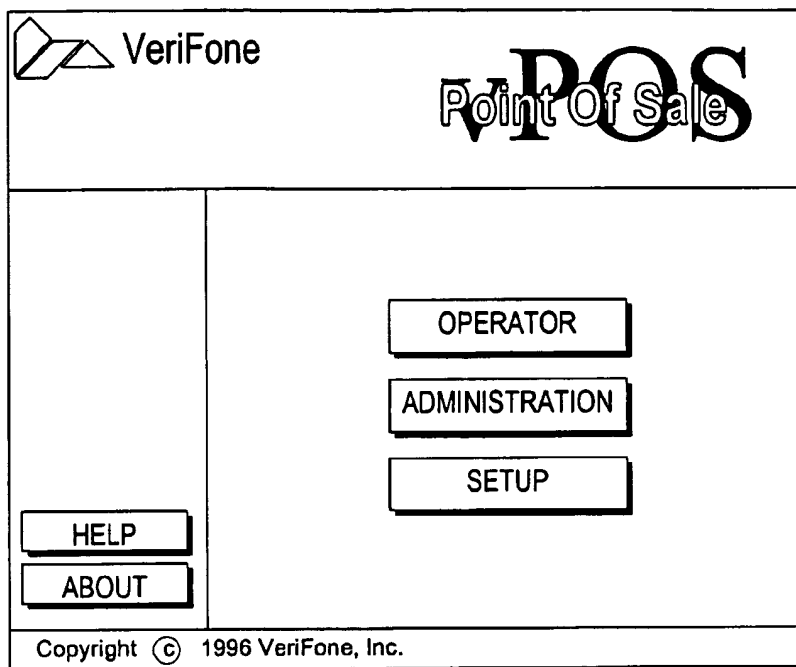 VeriFone
vPOS
Point Of Sale
OPERATOR
ADMINISTRATION
SETUP
HELP
ABOUT
Copyright © 1996 VeriFone, Inc.